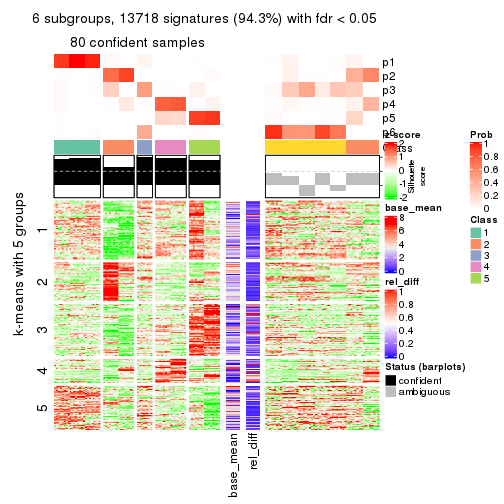 6 subgroups, 13718 signatures (94.3%) with fdr < 0.05
80 confident samples
p1
p2
p3
p4
p5
p6
Class
Silhouette
score
k-means with 5 groups
1
2
3
4
5
base_mean
rel_diff
z-score
2
1
0
-1
-2
base_mean
8
6
4
2
0
rel_diff
1
0.8
0.6
0.4
0.2
0
Status (barplots)
confident
ambiguous
Prob
1
0.8
0.6
0.4
0.2
0
Class
1
2
3
4
5